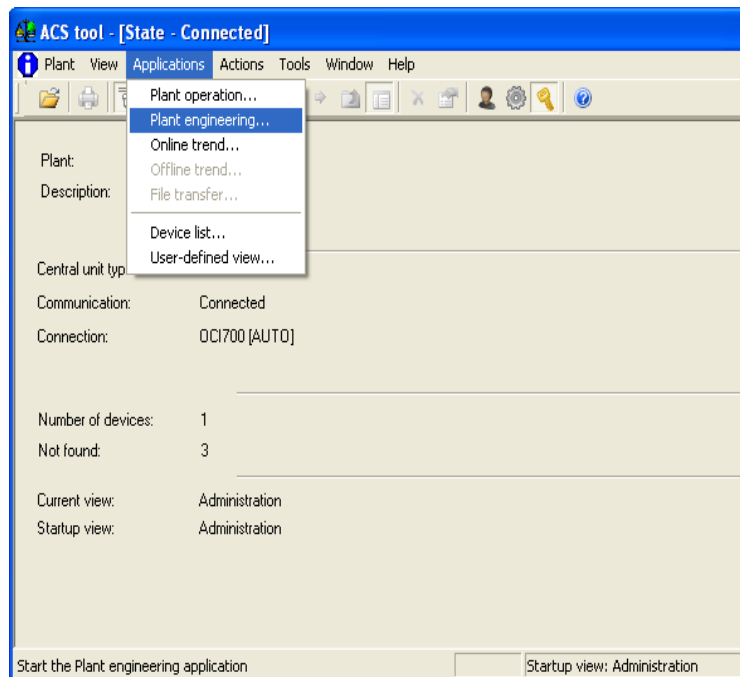 ACS tool - [State - Connected]
Plant View Applications Actions Tools Window Help
Plant operation...
Plant engineering...
Online trend...
Offline trend...
File transfer...
Device list...
User-defined view...
Plant:
Description:
Central unit typ
Communication: Connected
Connection: OCI700 [AUTO]
Number of devices: 1
Not found: 3
Current view: Administration
Startup view: Administration
Start the Plant engineering application Startup view: Administration